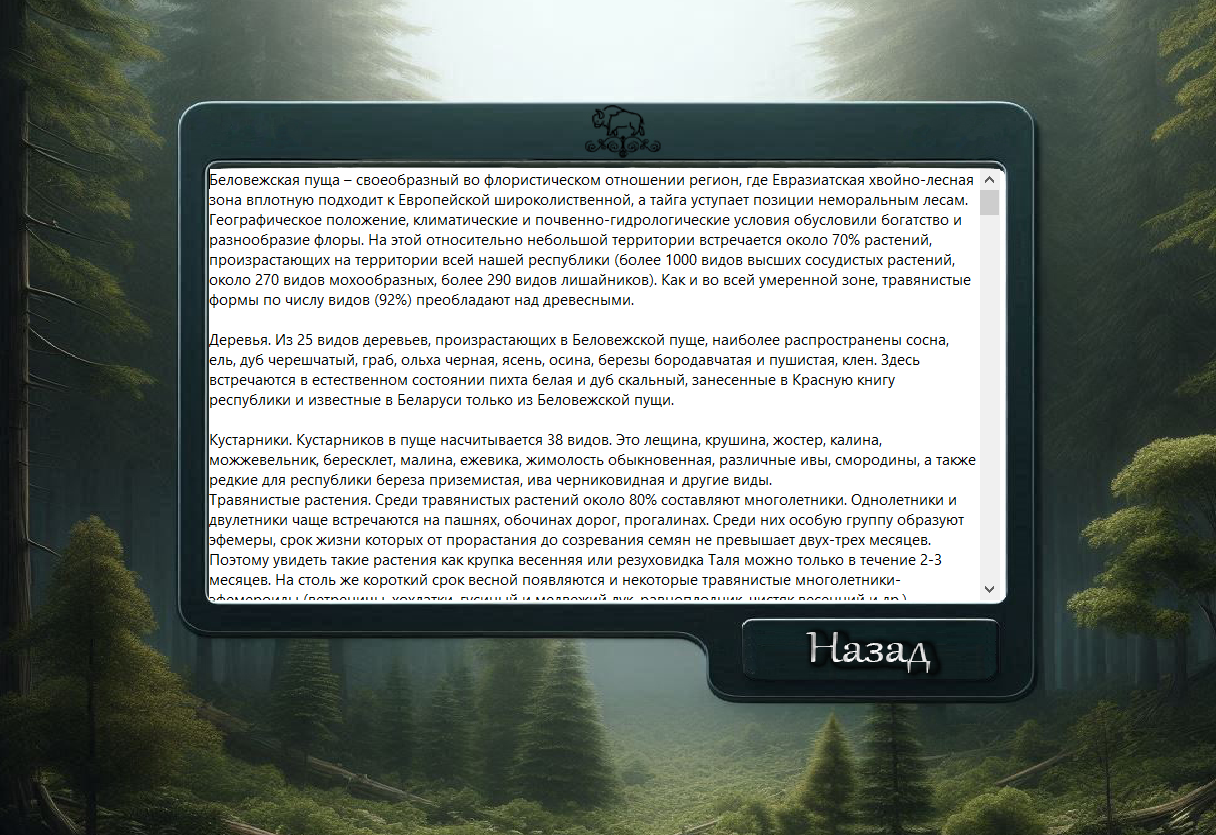 Беловежская пуща – своеобразный во флористическом отношении регион, где Евразиатская хвойно-лесная
зона вплотную подходит к Европейской широколиственной, а тайга уступает позиции неморальным лесам.
Географическое положение, климатические и почвенно-гидрологические условия обусловили богатство и
разнообразие флоры. На этой относительно небольшой территории встречается около 70% растений,
произрастающих на территории всей нашей республики (более 1000 видов высших сосудистых растений,
около 270 видов мохообразных, более 290 видов лишайников). Как и во всей умеренной зоне, травянистые
формы по числу видов (92%) преобладают над древесными.
Деревья. Из 25 видов деревьев, произрастающих в Беловежской пуще, наиболее распространены сосна,
ель, дуб черешчатый, граб, ольха черная, ясень, осина, березы бородавчатая и пушистая, клен. Здесь
встречаются в естественном состоянии пихта белая и дуб скальный, занесенные в Красную книгу
республики и известные в Беларуси только из Беловежской пущи.
Кустарники. Кустарников в пуще насчитывается 38 видов. Это лещина, крушина, жостер, калина,
можжевельник, бересклет, малина, ежевика, жимолость обыкновенная, различные ивы, смородины, а также
редкие для республики береза приземистая, ива черниковидная и другие виды.
Травянистые растения. Среди травянистых растений около 80% составляют многолетники. Однолетники и
двулетники чаще встречаются на пашнях, обочинах дорог, прогалинах. Среди них особую группу образуют
эфемеры, срок жизни которых от прорастания до созревания семян не превышает двух-трех месяцев.
Поэтому увидеть такие растения как крупка весенняя или резуховидка Таля можно только в течение 2-3
месяцев. На столь же короткий срок весной появляются и некоторые травянистые многолетники-
эфемероиды (ветреницы, хохлатки, гусиный и медвежий лук, равноплодник, чистяк весенний и др.)
Назад